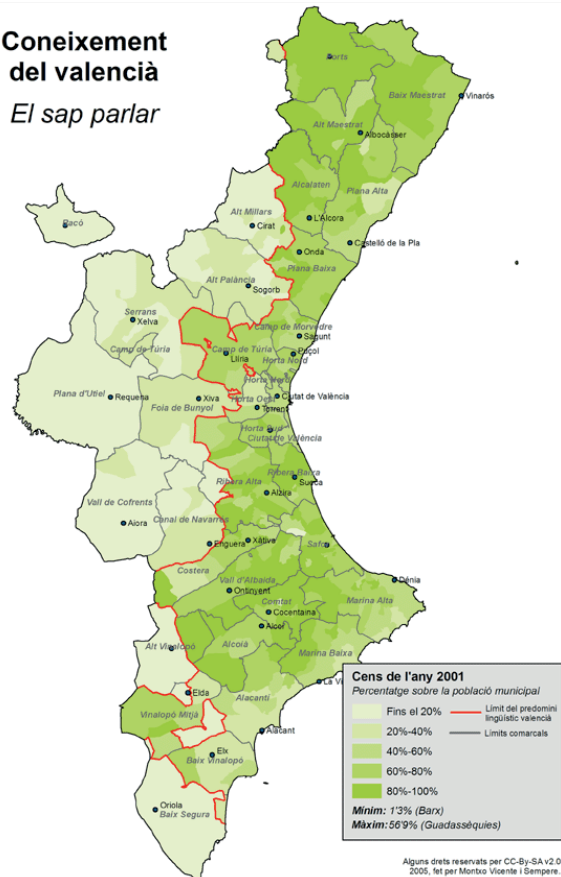 Coneixement
del valencià
El sap parlar
Ports
Baix Maestrat
Vinaròs
Alt Maestrat
Albocàsser
Alcalaten
Plana Alta
Alt Millars
L'Alcora
Cirat
Racó
Castelló de la Pla
Onda
Plana Baixa
Alt Palància
Sogorb
Serrans
Xelva
Camp de Morvedre
Sagunt
Camp de Túria
Camp de Túria
Puçol
Llíria
Horta Nord
Horta Nord
Plana d'Utiel
Requena
Xiva
Horta Oest
Ciutat de València
Foia de Bunyol
Torrent
Horta Sud
Ciutat de València
Ribera Alta
Ribera Baixa
Sueca
Alzira
Vall de Cofrents
Canal de Navarrés
Aiora
Enguera
Xàtiva
Safor
Costera
Vall d'Albaida
Dénia
Ontinyent
Comtat
Marina Alta
Cocentaina
Alcoi
Alt Vinalopó
Alcoià
Marina Baixa
Elda
Alacantí
La V
Vinalopó Mitjà
Alacant
Elx
Baix Vinalopó
Oriola
Baix Segura
Cens de l'any 2001
Percentatge sobre la població municipal
Fins el 20%
20%-40%
40%-60%
60%-80%
80%-100%
Límit del predomini
lingüístic valencià
Límits comarcals
Mínim: 1'3% (Barx)
Màxim: 56'9% (Guadasséquies)
Alguns drets reservats per CC-By-SA v2.0
2005, fet per Montxo Vicente i Sempere.